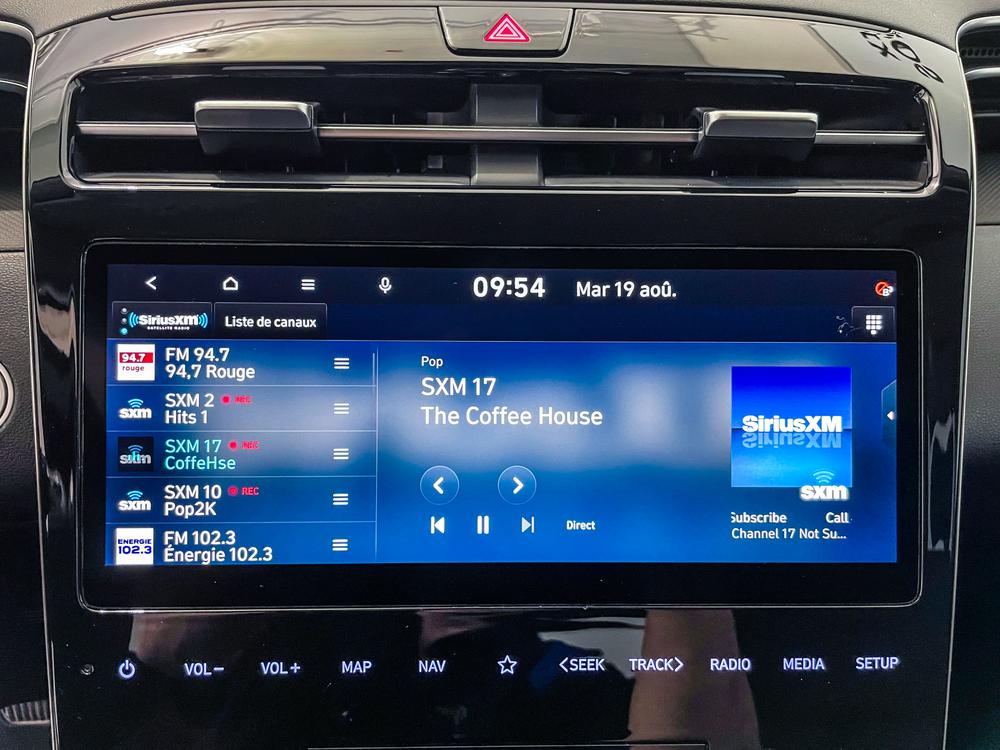 09:54 Mar 19 aoû.
SiriusXM
SATELLITE RADIO
Liste de canaux
94.7
rouge
FM 94.7
94,7 Rouge
sxm
SXM 2 REC
Hits 1
sxm
SXM 17 REC
CoffeHse
sxm
SXM 10 REC
Pop2K
ENERGIE
102.3
FM 102.3
Énergie 102.3
Pop
SXM 17
The Coffee House
Direct
SiriusXM
sxm
Subscribe Call
Channel 17 Not Su...
VOL− VOL+ MAP NAV <SEEK TRACK> RADIO MEDIA SETUP